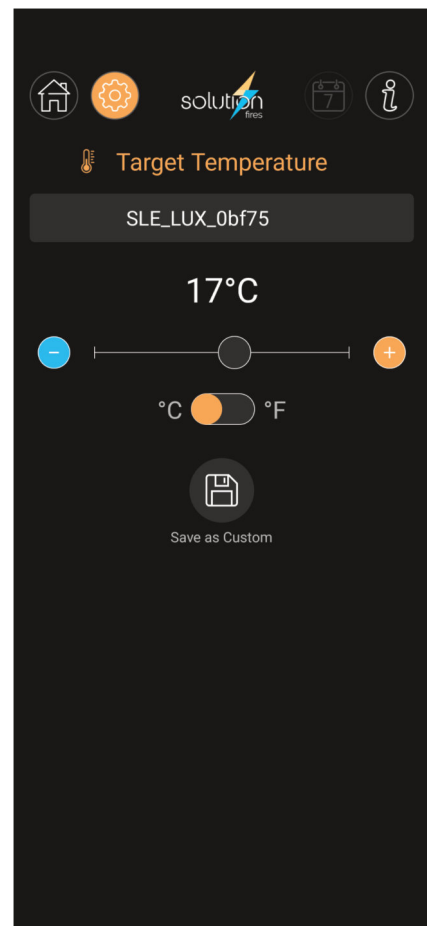 solution
fires
7
i
Target Temperature
SLE_LUX_0bf75
17°C
°C °F
Save as Custom